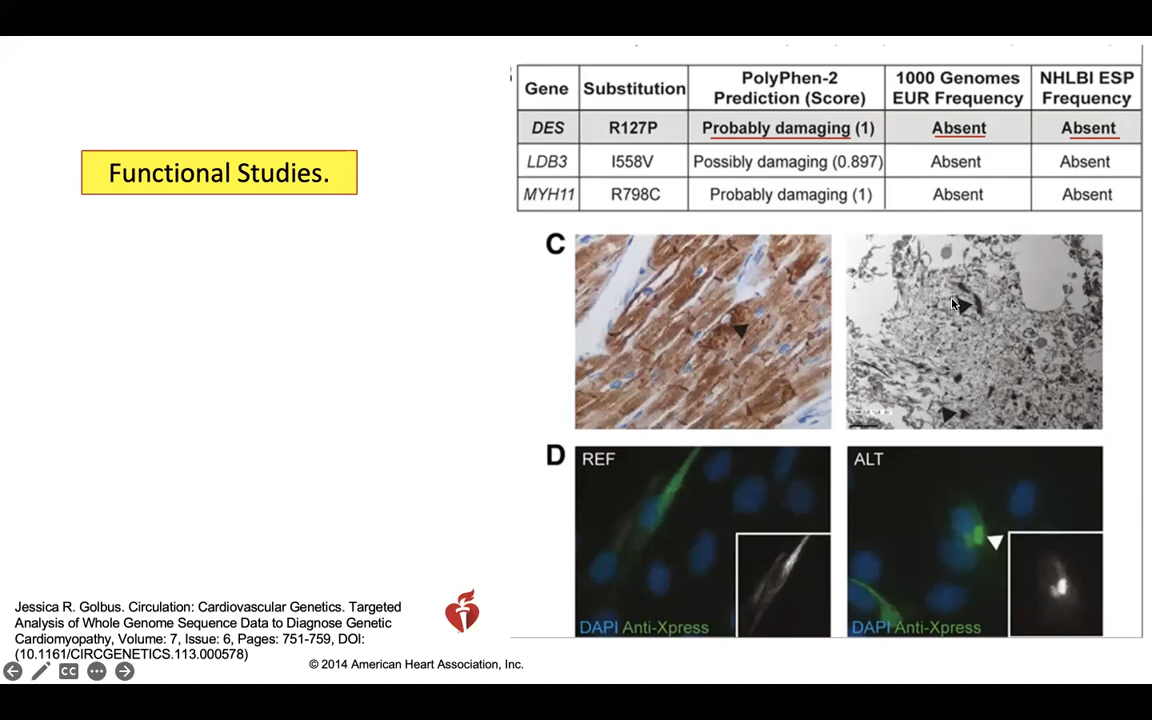 Functional Studies.
Gene Substitution PolyPhen-2 Prediction (Score) 1000 Genomes EUR Frequency NHLBI ESP Frequency
DES R127P Probably damaging (1) Absent Absent
LDB3 I558V Possibly damaging (0.897) Absent Absent
MYH11 R798C Probably damaging (1) Absent Absent
C
D
REF
DAPI Anti-Xpress
ALT
DAPI Anti-Xpress
Jessica R. Golbus. Circulation: Cardiovascular Genetics. Targeted
Analysis of Whole Genome Sequence Data to Diagnose Genetic
Cardiomyopathy, Volume: 7, Issue: 6, Pages: 751-759, DOI:
(10.1161/CIRCGENETICS.113.000578)
© 2014 American Heart Association, Inc.
CC